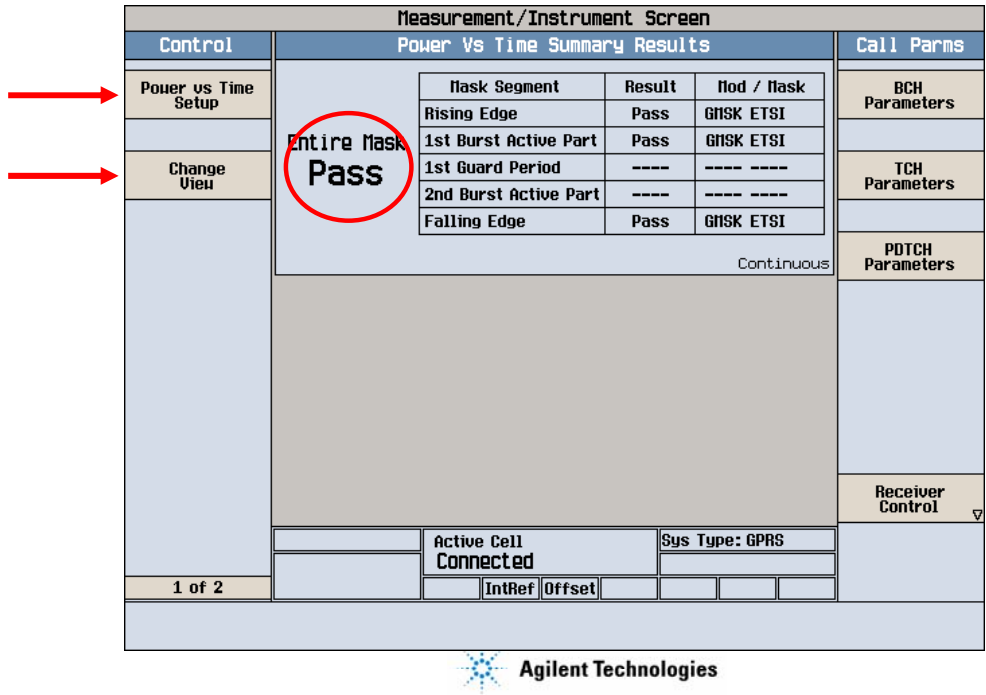 Measurement/Instrument Screen
Control
Power Vs Time Summary Results
Call Parms
Power vs Time
Setup
Change
View
1 of 2
Entire Mask
Pass
Mask Segment Result Mod / Mask
Rising Edge Pass GMSK ETSI
1st Burst Active Part Pass GMSK ETSI
1st Guard Period ---- ---- ----
2nd Burst Active Part ---- ---- ----
Falling Edge Pass GMSK ETSI
Continuous
BCH
Parameters
TCH
Parameters
PDTCH
Parameters
Receiver
Control
Active Cell
Connected
Sys Type: GPRS
IntRef Offset
Agilent Technologies